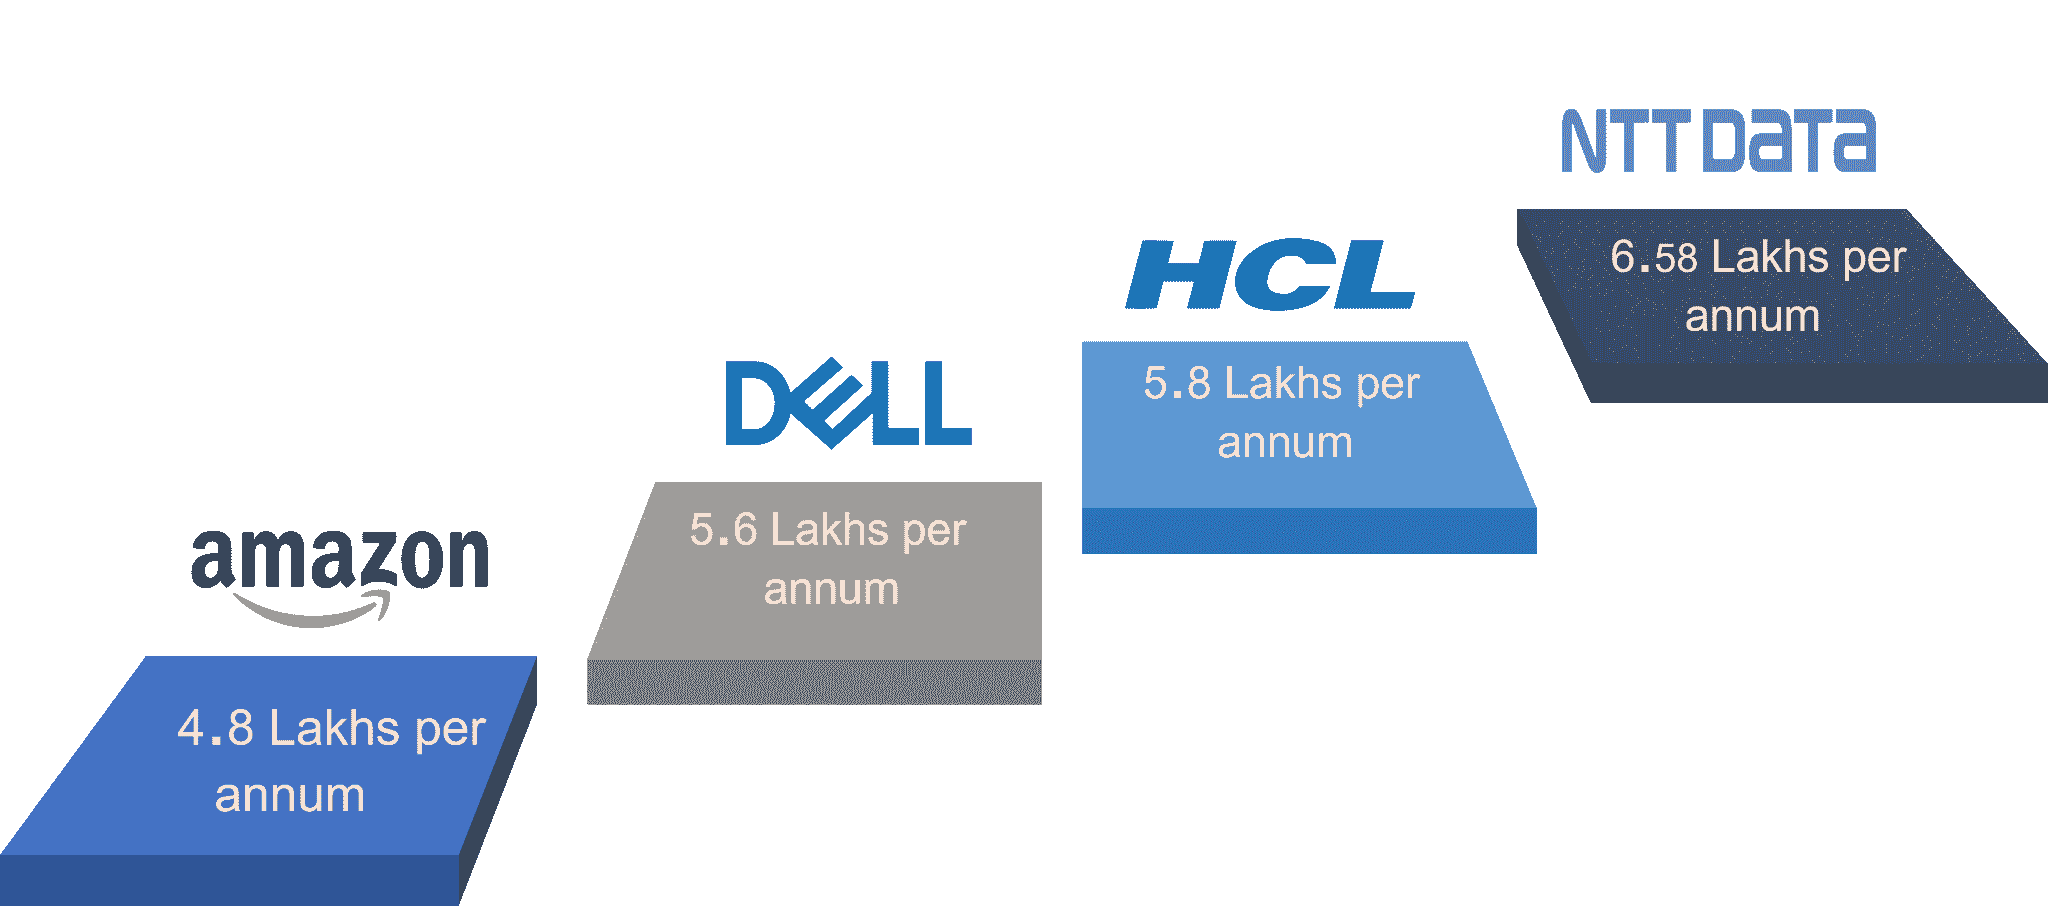 amazon
4.8 Lakhs per
annum
DELL
5.6 Lakhs per
annum
HCL
5.8 Lakhs per
annum
NTT DATA
6.58 Lakhs per
annum